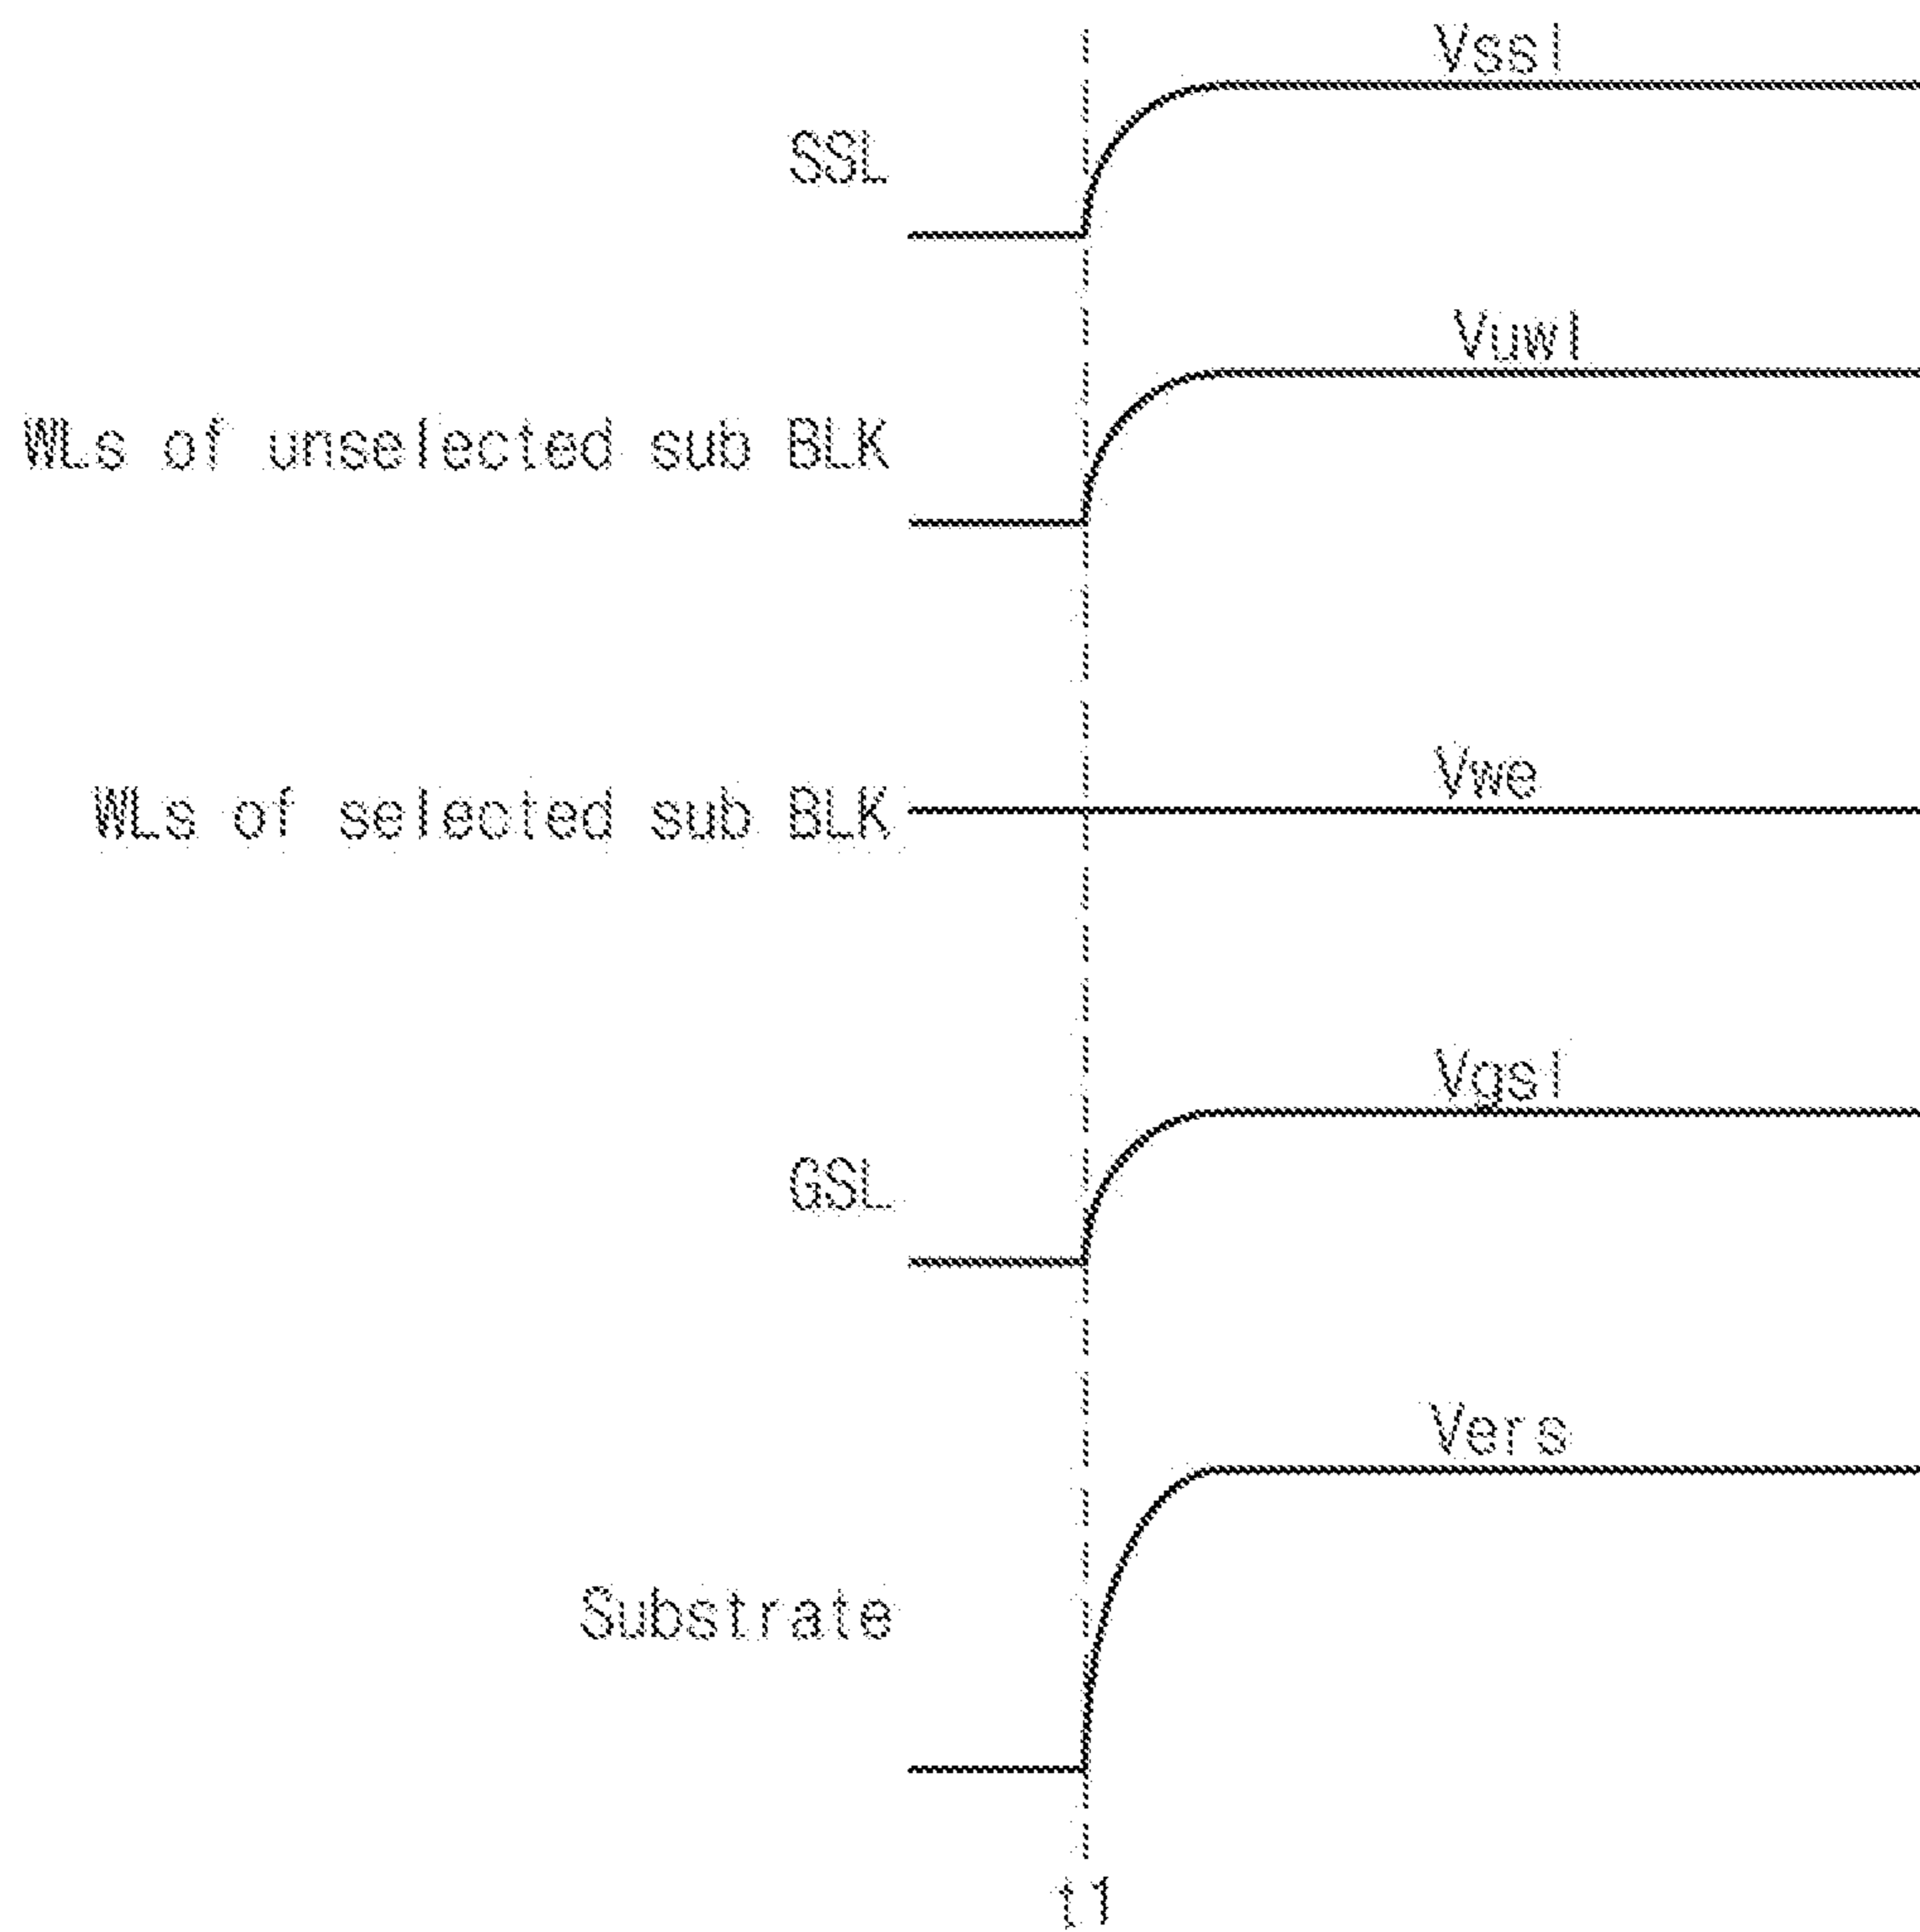 Vssl
SSL
Vuwl
WLs of unselected sub BLK
Vwe
WLs of selected sub BLK
Vgsl
GSL
Vers
Substrate
t1